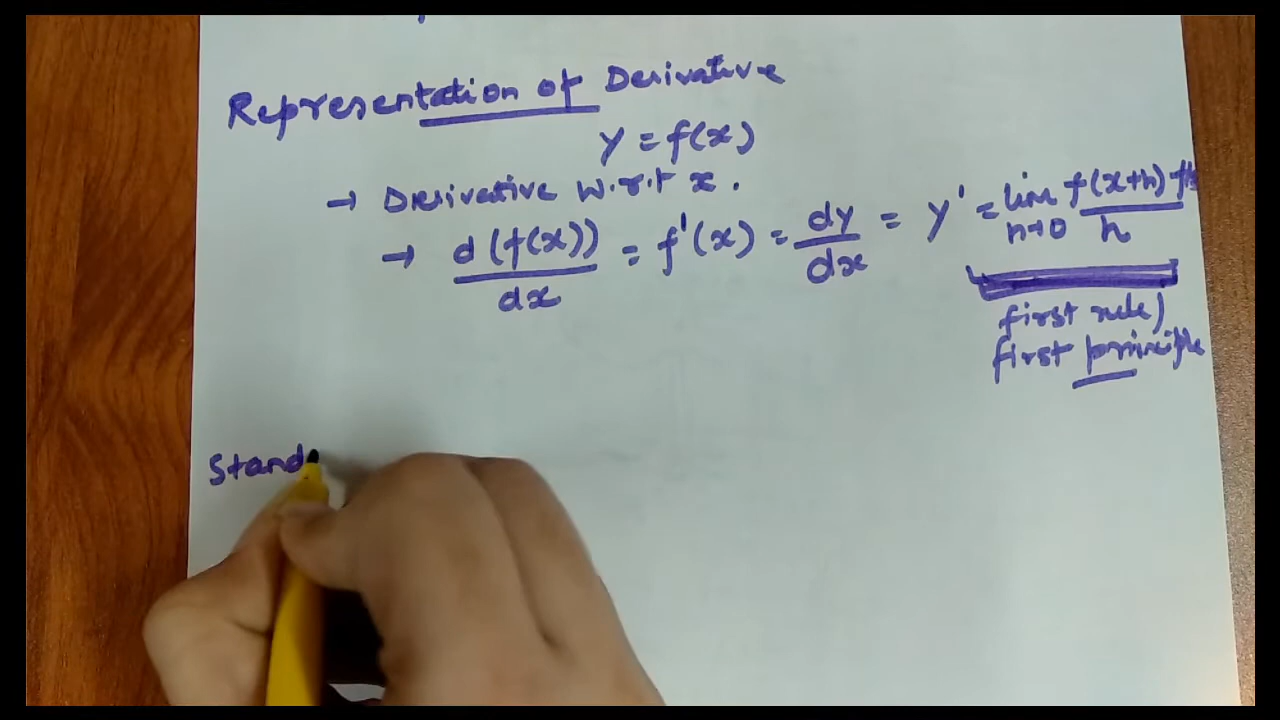 Representation of Derivative
y = f(x)
→ Derivative w.r.t x.
→ d(f(x))/dx = f'(x) = dy/dx = y' = lim h→0 f(x+h)-f(x)/h
first rule)
first principle
Stand